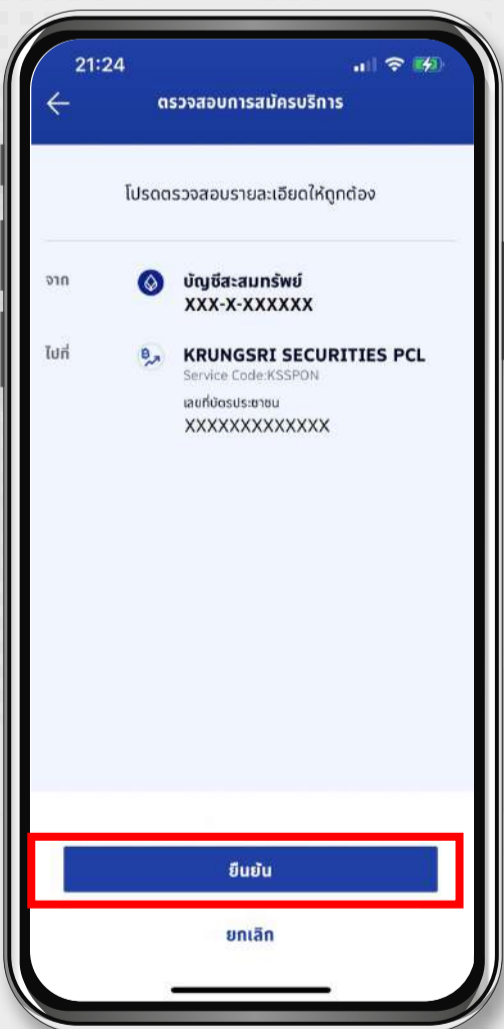 21:24
ตรวจสอบการสมัครบริการ
โปรดตรวจสอบรายละเอียดให้ถูกต้อง
จาก
บัญชีสะสมทรัพย์
XXX-X-XXXXXX
ไปที่
KRUNGSRI SECURITIES PCL
Service Code:KSSPON
เลขที่บัตรประชาชน
XXXXXXXXXXXXX
ยืนยัน
ยกเลิก